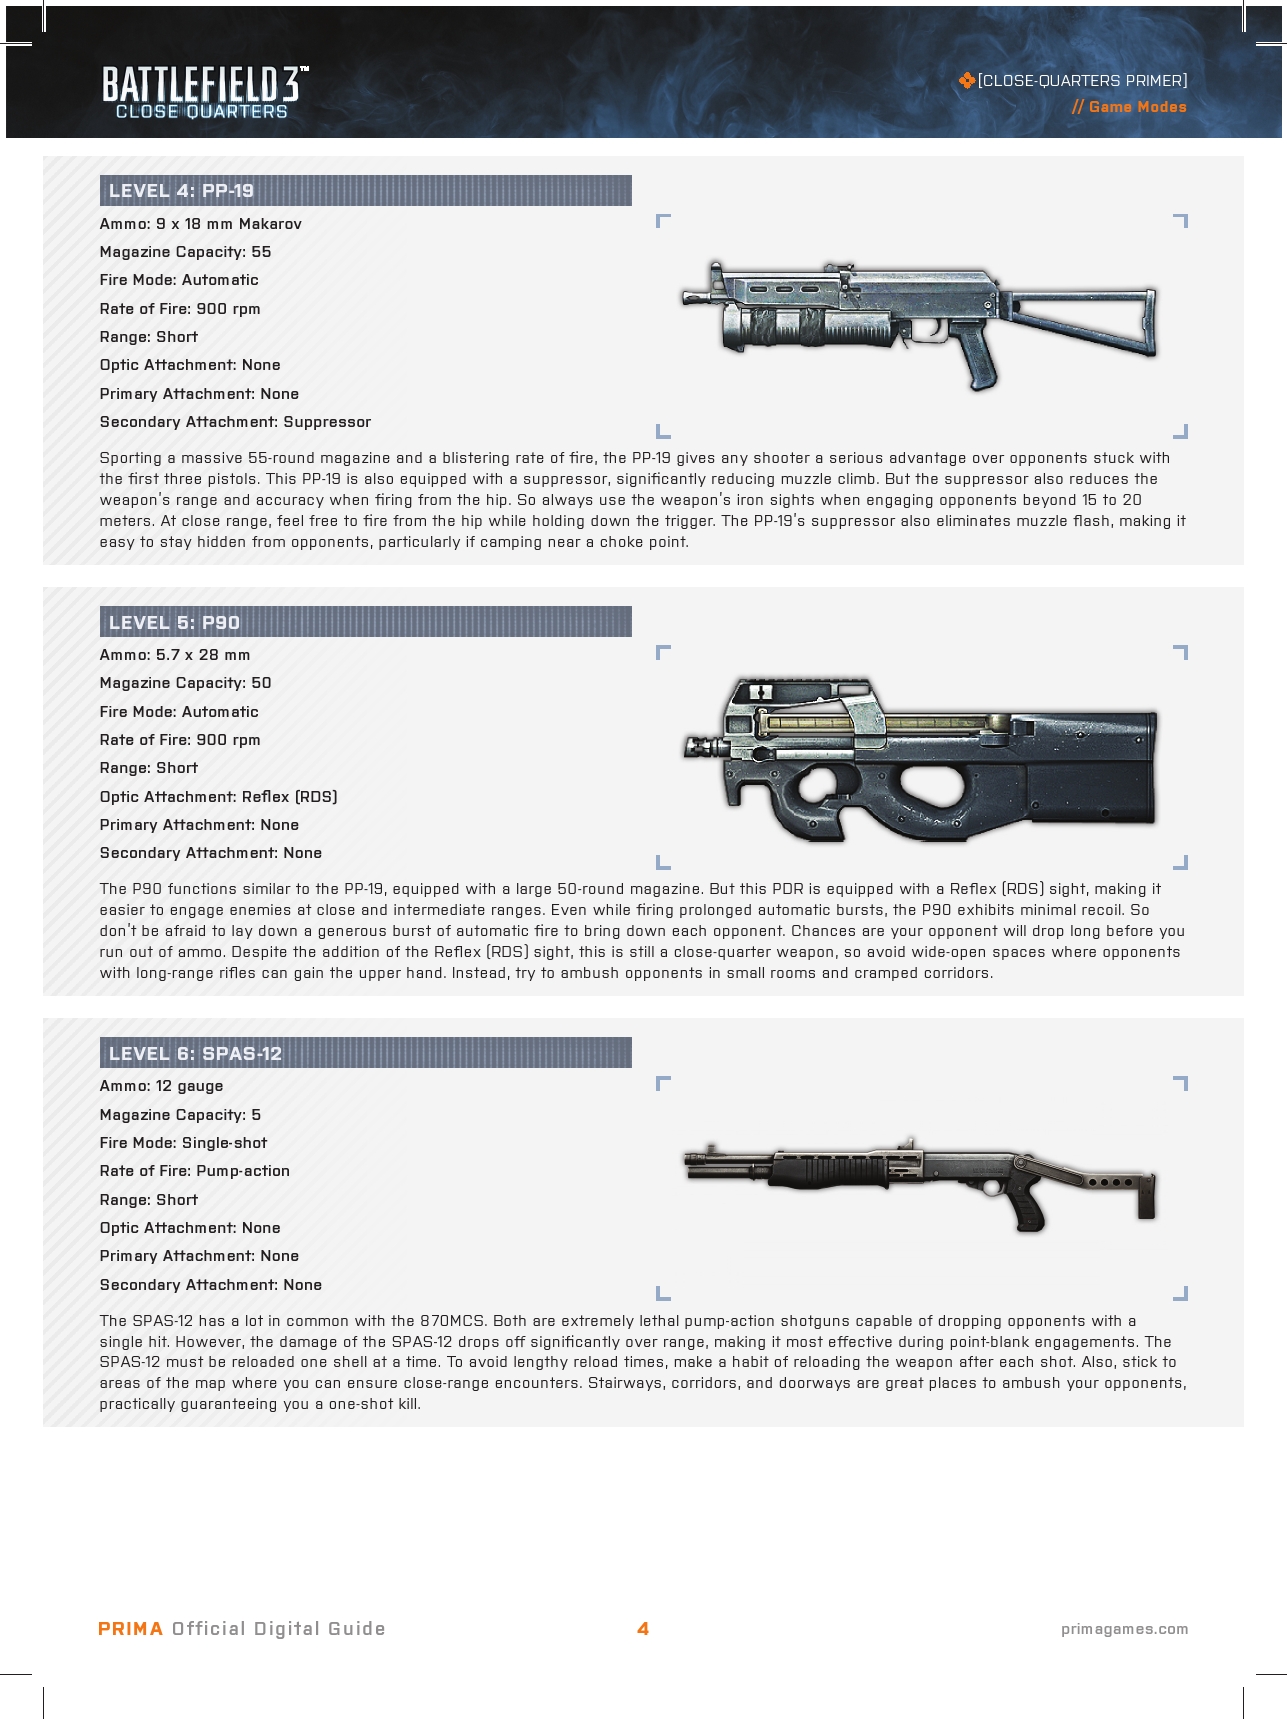 BATTLEFIELD 3™
CLOSE QUARTERS
[CLOSE-QUARTERS PRIMER]
// Game Modes
LEVEL 4: PP-19
Ammo: 9 x 18 mm Makarov
Magazine Capacity: 55
Fire Mode: Automatic
Rate of Fire: 900 rpm
Range: Short
Optic Attachment: None
Primary Attachment: None
Secondary Attachment: Suppressor
Sporting a massive 55-round magazine and a blistering rate of fire, the PP-19 gives any shooter a serious advantage over opponents stuck with
the first three pistols. This PP-19 is also equipped with a suppressor, significantly reducing muzzle climb. But the suppressor also reduces the
weapon's range and accuracy when firing from the hip. So always use the weapon's iron sights when engaging opponents beyond 15 to 20
meters. At close range, feel free to fire from the hip while holding down the trigger. The PP-19's suppressor also eliminates muzzle flash, making it
easy to stay hidden from opponents, particularly if camping near a choke point.
LEVEL 5: P90
Ammo: 5.7 x 28 mm
Magazine Capacity: 50
Fire Mode: Automatic
Rate of Fire: 900 rpm
Range: Short
Optic Attachment: Reflex (RDS)
Primary Attachment: None
Secondary Attachment: None
The P90 functions similar to the PP-19, equipped with a large 50-round magazine. But this PDR is equipped with a Reflex (RDS) sight, making it
easier to engage enemies at close and intermediate ranges. Even while firing prolonged automatic bursts, the P90 exhibits minimal recoil. So
don't be afraid to lay down a generous burst of automatic fire to bring down each opponent. Chances are your opponent will drop long before you
run out of ammo. Despite the addition of the Reflex (RDS) sight, this is still a close-quarter weapon, so avoid wide-open spaces where opponents
with long-range rifles can gain the upper hand. Instead, try to ambush opponents in small rooms and cramped corridors.
LEVEL 6: SPAS-12
Ammo: 12 gauge
Magazine Capacity: 5
Fire Mode: Single-shot
Rate of Fire: Pump-action
Range: Short
Optic Attachment: None
Primary Attachment: None
Secondary Attachment: None
The SPAS-12 has a lot in common with the 870MCS. Both are extremely lethal pump-action shotguns capable of dropping opponents with a
single hit. However, the damage of the SPAS-12 drops off significantly over range, making it most effective during point-blank engagements. The
SPAS-12 must be reloaded one shell at a time. To avoid lengthy reload times, make a habit of reloading the weapon after each shot. Also, stick to
areas of the map where you can ensure close-range encounters. Stairways, corridors, and doorways are great places to ambush your opponents,
practically guaranteeing you a one-shot kill.
PRIMA Official Digital Guide
4
primagames.com